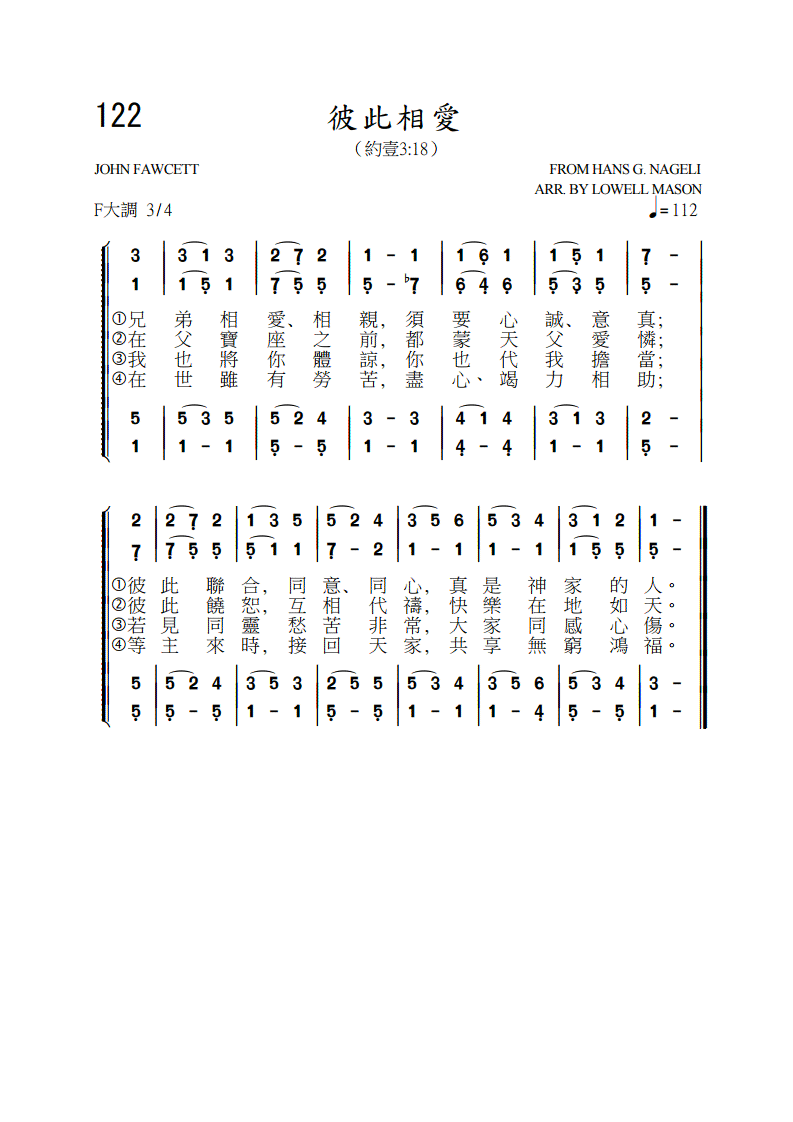 122
彼此相愛
（約壹3:18）
JOHN FAWCETT
FROM HANS G. NAGELI
ARR. BY LOWELL MASON
F大調 3/4
♩= 112
3 | 3 1 3 | 2 7̣ 2 | 1 - 1 | 1 6̣ 1 | 1 5̣ 1 | 7̣ - |
1 | 1 5̣ 1 | 7̣ 5̣ 5̣ | 5̣ - ♭7̣ | 6̣ 4̣ 6̣ | 5̣ 3̣ 5̣ | 5̣ - |
①兄弟相愛、相親,須要心誠、意真;
②在父寶座之前,都蒙天父愛憐;
③我也將你體諒,你也代我擔當;
④在世雖有勞苦,盡心、竭力相助;
5 | 5 3 5 | 5 2 4 | 3 - 3 | 4 1 4 | 3 1 3 | 2 - |
1 | 1 - 1 | 5̣ - 5̣ | 1 - 1 | 4̣ - 4̣ | 1 - 1 | 5̣ - |
2 | 2 7̣ 2 | 1 3 5 | 5 2 4 | 3 5 6 | 5 3 4 | 3 1 2 | 1 - ‖
7̣ | 7̣ 5̣ 5̣ | 5̣ 1 1 | 7̣ - 2 | 1 - 1 | 1 - 1 | 1 5̣ 5̣ | 5̣ - ‖
①彼此聯合,同意、同心,真是神家的人。
②彼此饒恕,互相代禱,快樂在地如天。
③若見同靈愁苦非常,大家同感心傷。
④等主來時,接回天家,共享無窮鴻福。
5 | 5 2 4 | 3 5 3 | 2 5 5 | 5 3 4 | 3 5 6 | 5 3 4 | 3 - ‖
5̣ | 5̣ - 5̣ | 1 - 1 | 5̣ - 5̣ | 1 - 1 | 1 - 4̣ | 5̣ - 5̣ | 1 - ‖